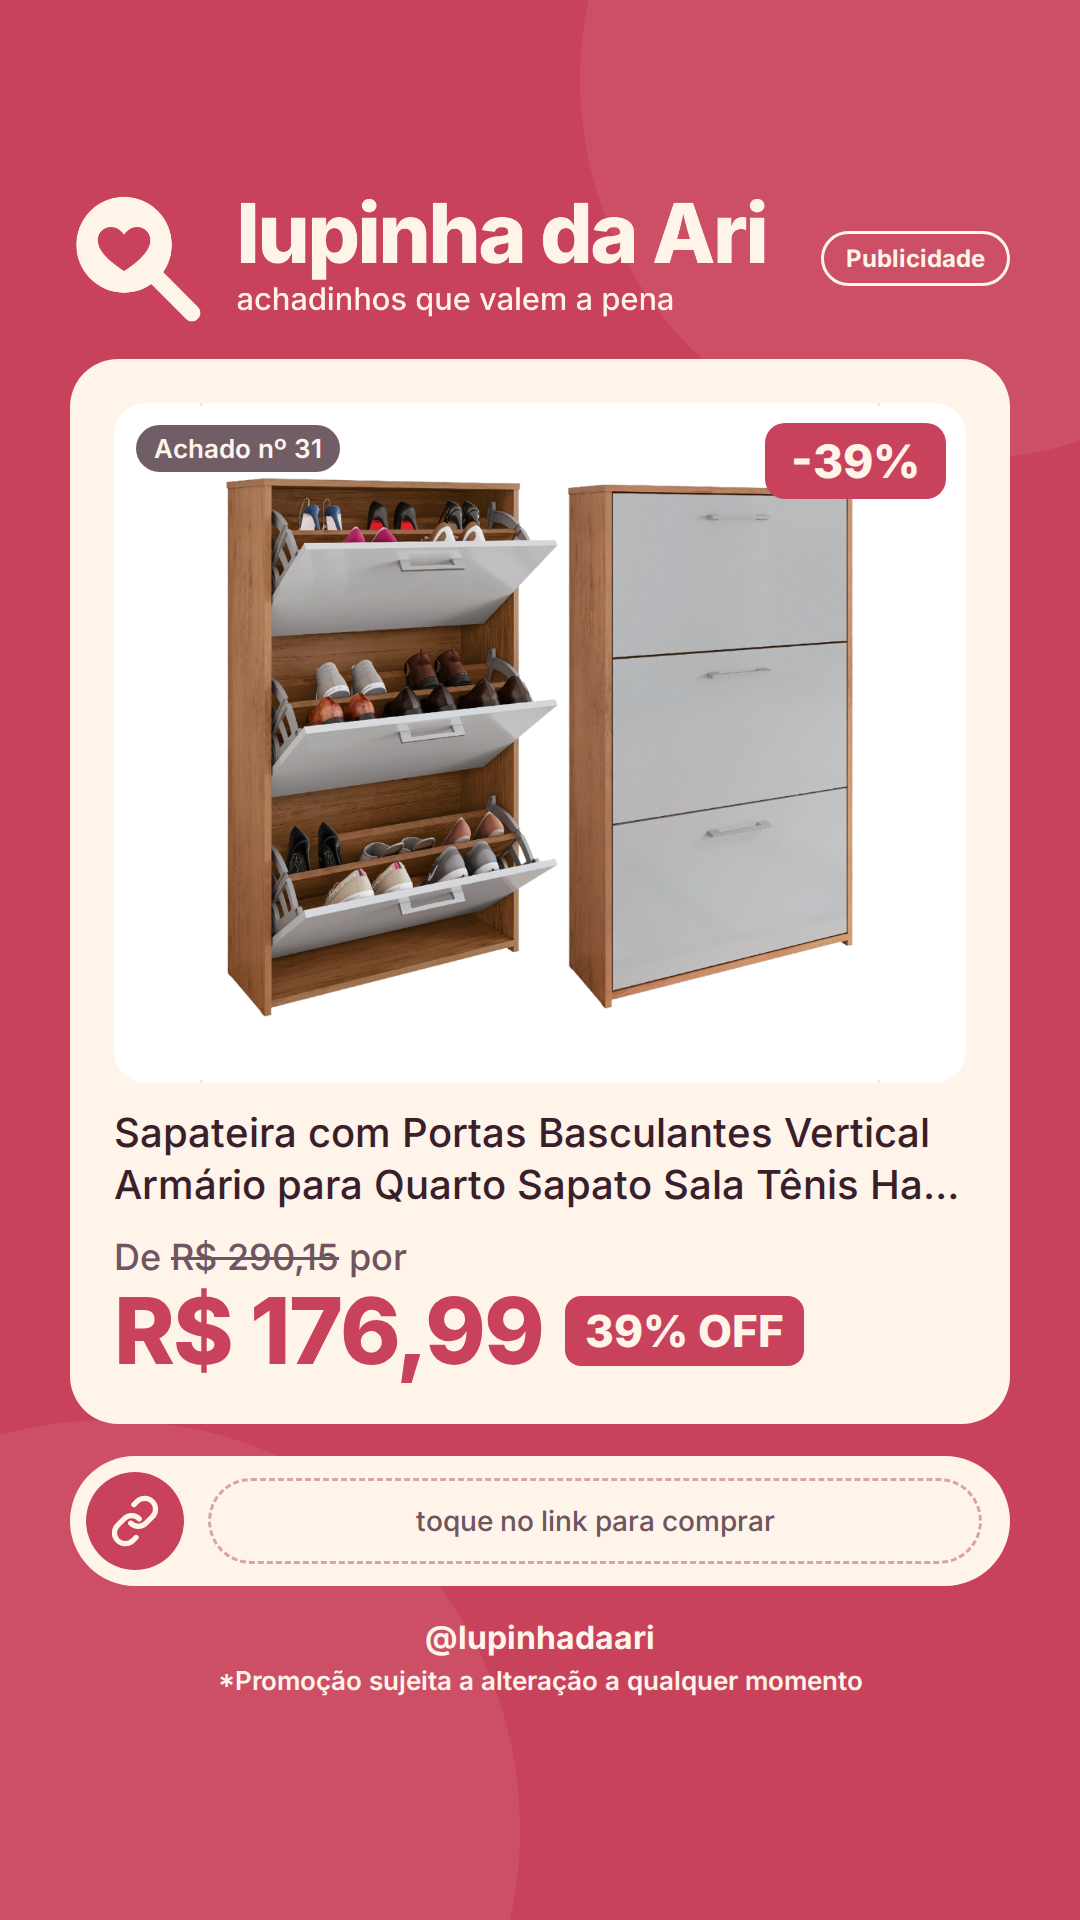 lupinha da Ari
achadinhos que valem a pena
Publicidade
Achado nº 31
-39%
Sapateira com Portas Basculantes Vertical
Armário para Quarto Sapato Sala Tênis Ha...
De R$ 290,15 por
R$ 176,99
39% OFF
toque no link para comprar
@lupinhadaari
*Promoção sujeita a alteração a qualquer momento